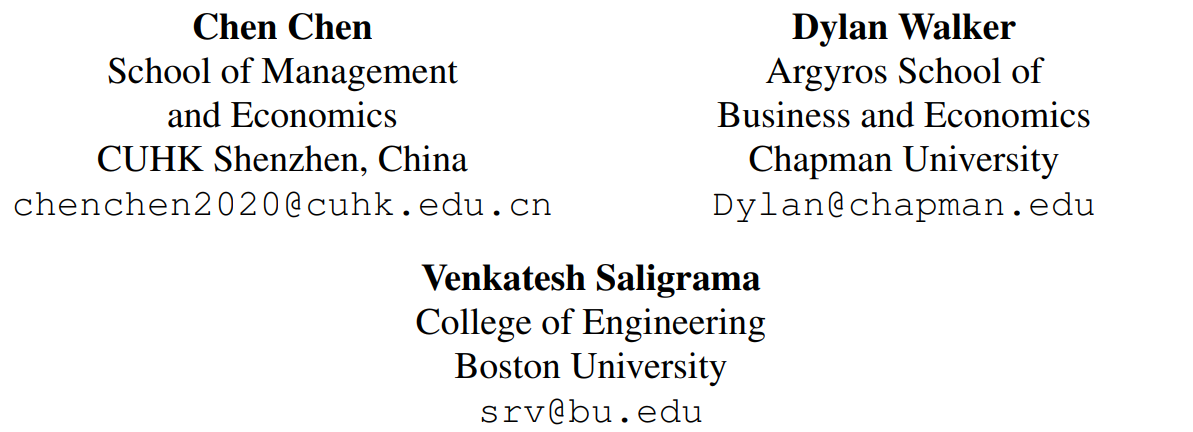 Chen Chen
School of Management
and Economics
CUHK Shenzhen, China
chenchen2020@cuhk.edu.cn
Dylan Walker
Argyros School of
Business and Economics
Chapman University
Dylan@chapman.edu
Venkatesh Saligrama
College of Engineering
Boston University
srv@bu.edu